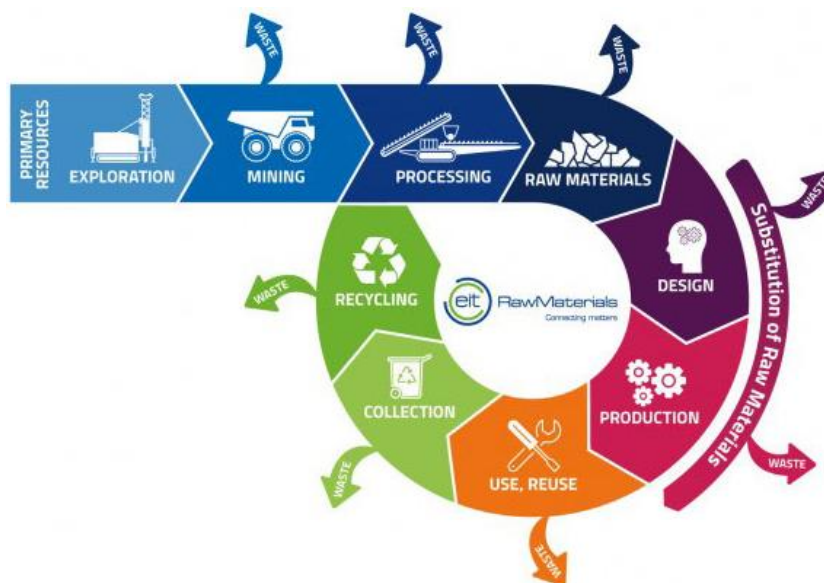 WASTE
WASTE
WASTE
PRIMARY
RESOURCES
EXPLORATION
MINING
PROCESSING
RAW MATERIALS
WASTE
Substitution of Raw Materials
DESIGN
RECYCLING
WASTE
eit RawMaterials
Connecting matters
COLLECTION
PRODUCTION
WASTE
USE, REUSE
WASTE
WASTE